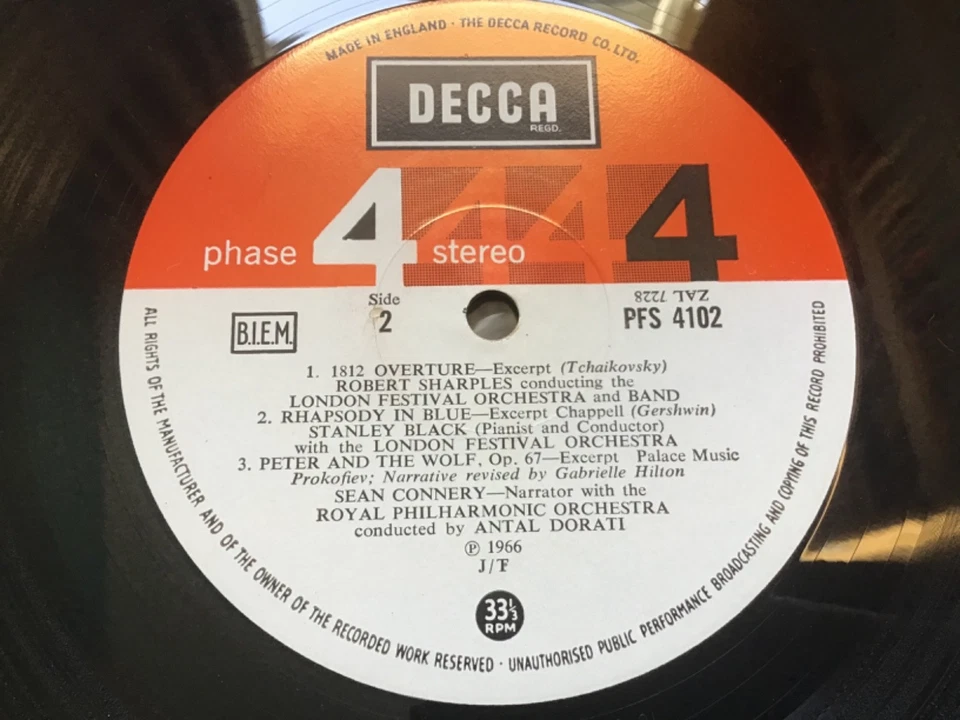 MADE IN ENGLAND · THE DECCA RECORD CO. LTD.
DECCA
REGD.
phase 4 stereo 4
Side
2
B.I.E.M.
ZAL 7228
PFS 4102
1. 1812 OVERTURE—Excerpt (Tchaikovsky)
ROBERT SHARPLES conducting the
LONDON FESTIVAL ORCHESTRA and BAND
2. RHAPSODY IN BLUE—Excerpt Chappell (Gershwin)
STANLEY BLACK (Pianist and Conductor)
with the LONDON FESTIVAL ORCHESTRA
3. PETER AND THE WOLF, Op. 67—Excerpt Palace Music
Prokofiev; Narrative revised by Gabrielle Hilton
SEAN CONNERY—Narrator with the
ROYAL PHILHARMONIC ORCHESTRA
conducted by ANTAL DORATI
℗ 1966
J/T
33⅓
RPM
ALL RIGHTS OF THE MANUFACTURER AND OF THE OWNER OF THE RECORDED WORK RESERVED · UNAUTHORISED PUBLIC PERFORMANCE BROADCASTING AND COPYING OF THIS RECORD PROHIBITED